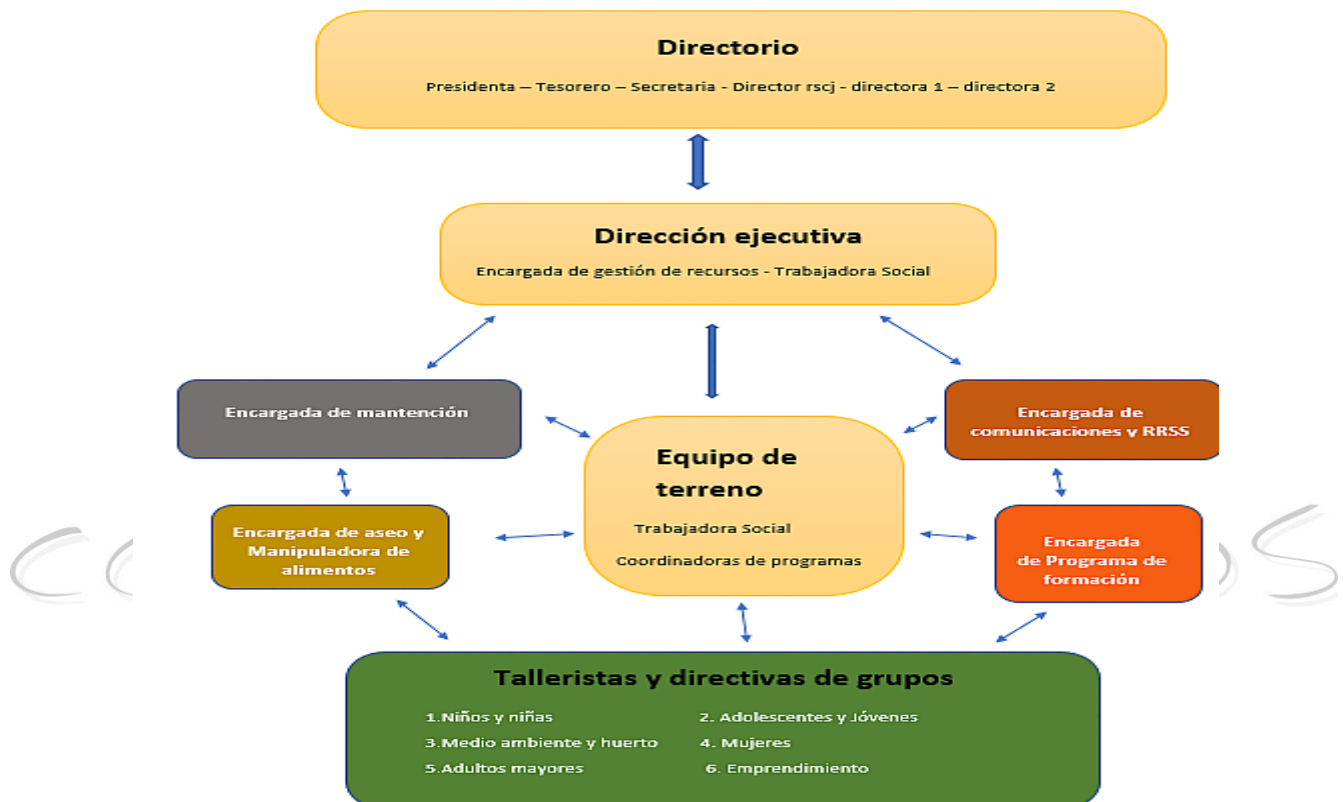 Directorio
Presidenta – Tesorero – Secretaria - Director rscj - directora 1 – directora 2
Dirección ejecutiva
Encargada de gestión de recursos - Trabajadora Social
Encargada de mantención
Encargada de
comunicaciones y RRSS
Equipo de
terreno
Trabajadora Social
Coordinadoras de programas
Encargada de aseo y
Manipuladora de
alimentos
Encargada
de Programa de
formación
Talleristas y directivas de grupos
1.Niños y niñas
2. Adolescentes y Jóvenes
3.Medio ambiente y huerto
4. Mujeres
5.Adultos mayores
6. Emprendimiento